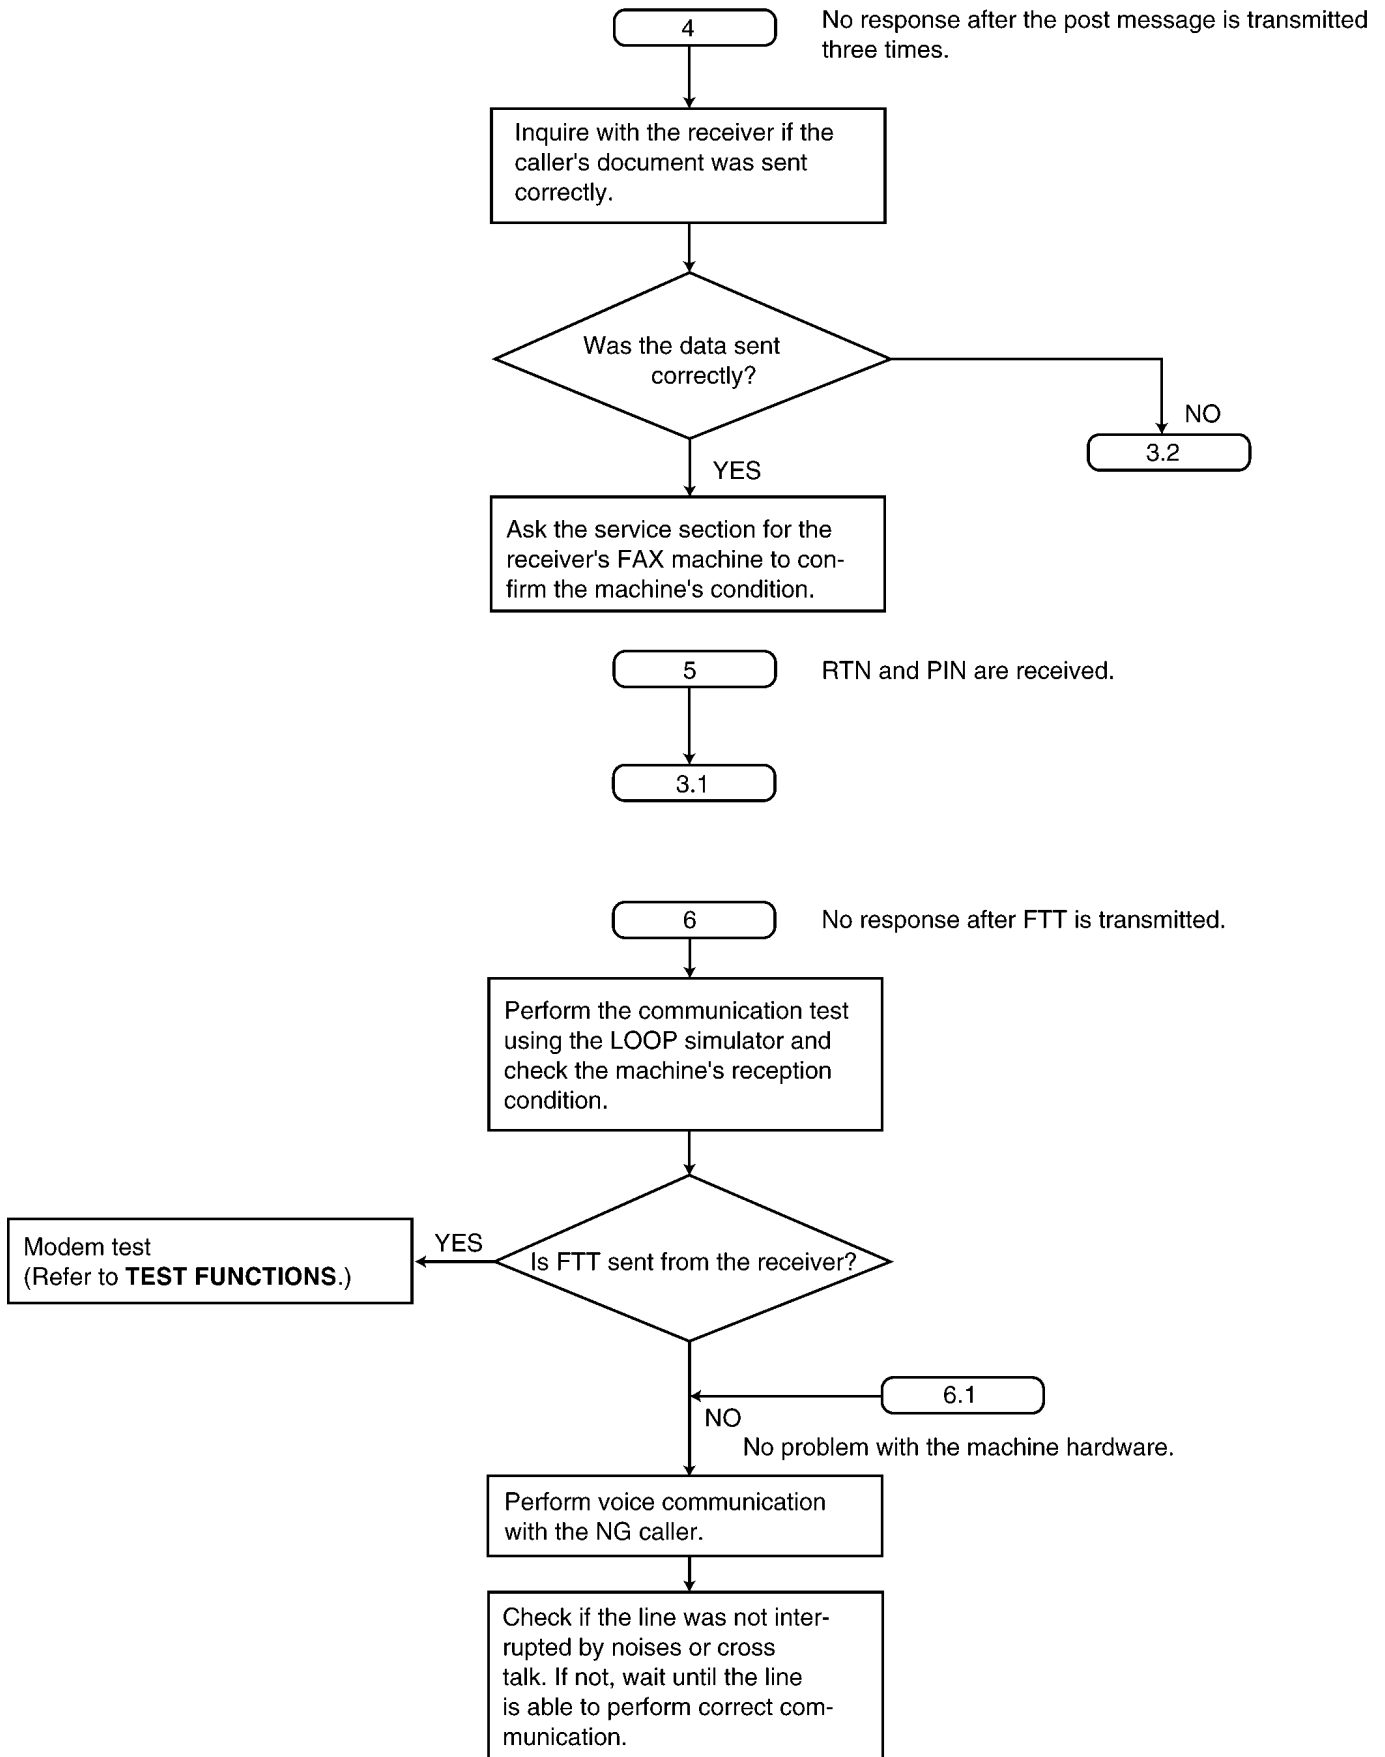 4
No response after the post message is transmitted
three times.
Inquire with the receiver if the
caller's document was sent
correctly.
Was the data sent
correctly?
NO
3.2
YES
Ask the service section for the
receiver's FAX machine to con-
firm the machine's condition.
5
RTN and PIN are received.
3.1
6
No response after FTT is transmitted.
Perform the communication test
using the LOOP simulator and
check the machine's reception
condition.
Is FTT sent from the receiver?
YES
Modem test
(Refer to TEST FUNCTIONS.)
6.1
NO
No problem with the machine hardware.
Perform voice communication
with the NG caller.
Check if the line was not inter-
rupted by noises or cross
talk. If not, wait until the line
is able to perform correct com-
munication.